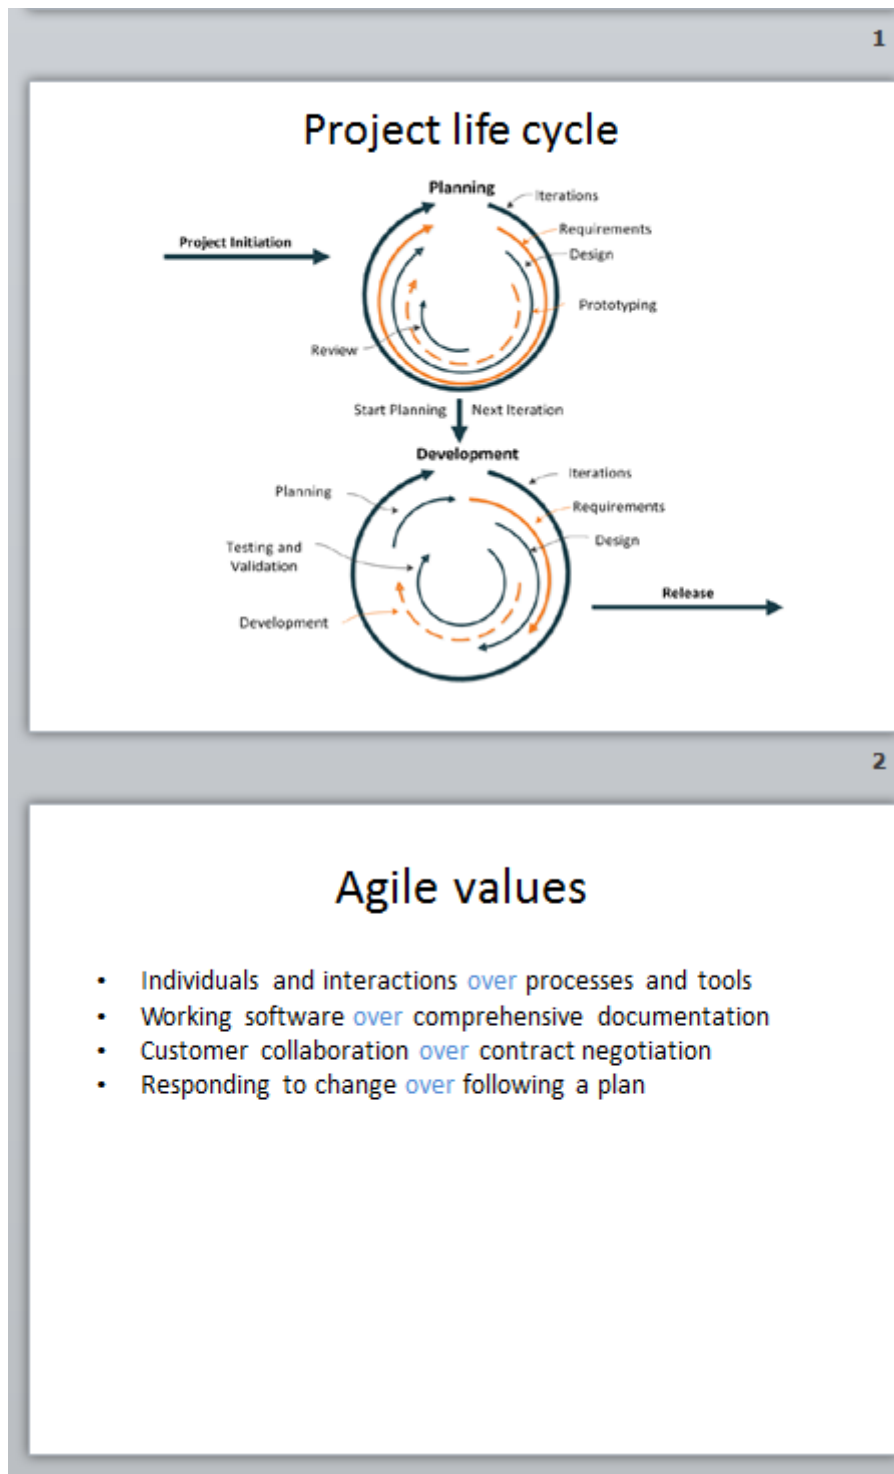 1
Project life cycle
Planning
Iterations
Requirements
Project Initiation
Design
Prototyping
Review
Start Planning
Next Iteration
Development
Iterations
Planning
Requirements
Design
Testing and
Validation
Release
Development
2
Agile values
• Individuals and interactions over processes and tools
• Working software over comprehensive documentation
• Customer collaboration over contract negotiation
• Responding to change over following a plan